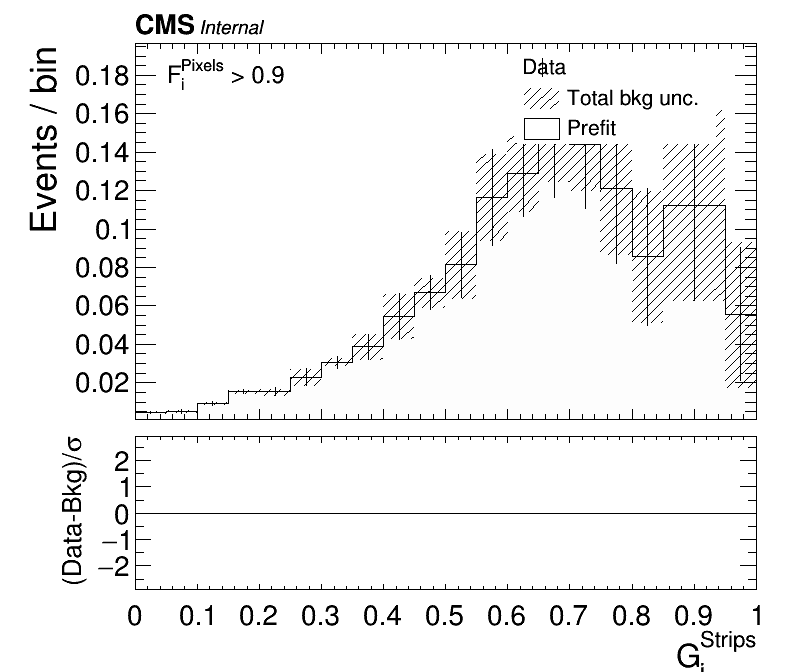 CMS Internal
F_i^Pixels > 0.9
Data
Total bkg unc.
Prefit
Events / bin
0.18
0.16
0.14
0.12
0.1
0.08
0.06
0.04
0.02
(Data-Bkg)/σ
2
1
0
−1
−2
0 0.1 0.2 0.3 0.4 0.5 0.6 0.7 0.8 0.9 1
G_i^Strips